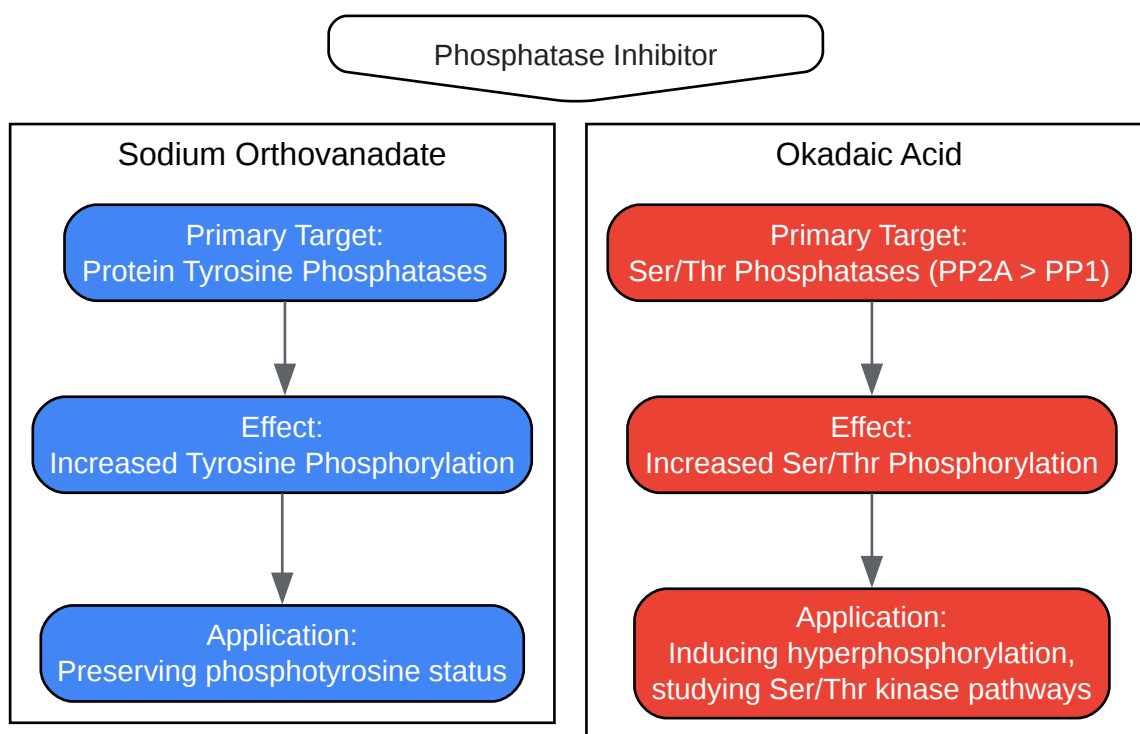 Phosphatase Inhibitor
Sodium Orthovanadate
Primary Target:
Protein Tyrosine Phosphatases
Effect:
Increased Tyrosine Phosphorylation
Application:
Preserving phosphotyrosine status
Okadaic Acid
Primary Target:
Ser/Thr Phosphatases (PP2A > PP1)
Effect:
Increased Ser/Thr Phosphorylation
Application:
Inducing hyperphosphorylation,
studying Ser/Thr kinase pathways